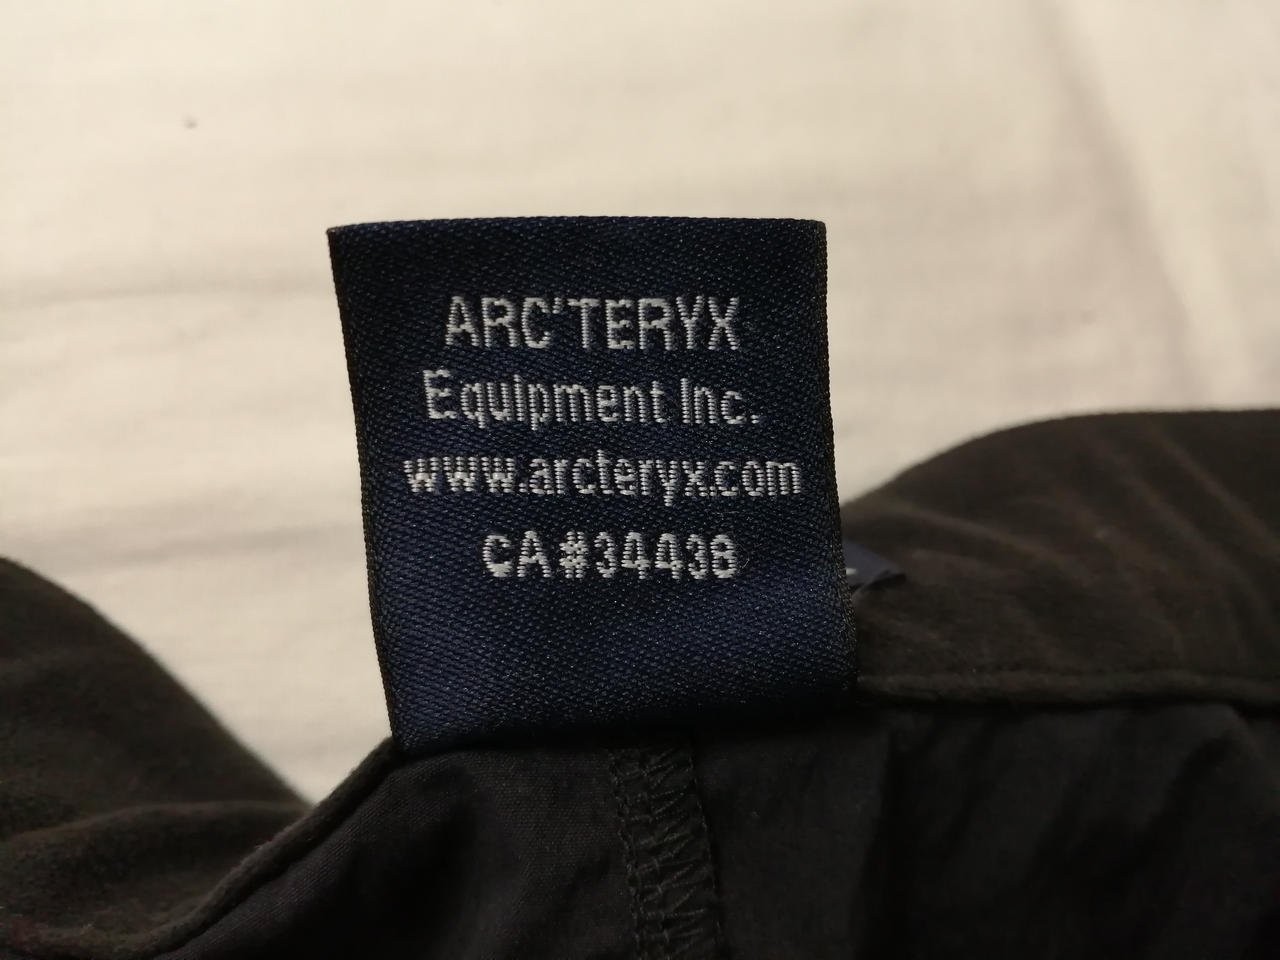 ARC'TERYX
Equipment Inc.
www.arcteryx.com
CA#34438